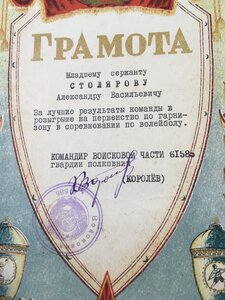 ГРАМОТА
Младшему сержанту
СТОЛЯРОВУ
Александру Васильевичу
За лучшие результаты команды в
розыгрыше на первенство по гарни-
зону в соревновании по волейболу.
КОМАНДИР ВОИСКОВОЙ ЧАСТИ 61585
гвардии полковник
(КОРОЛЁВ)